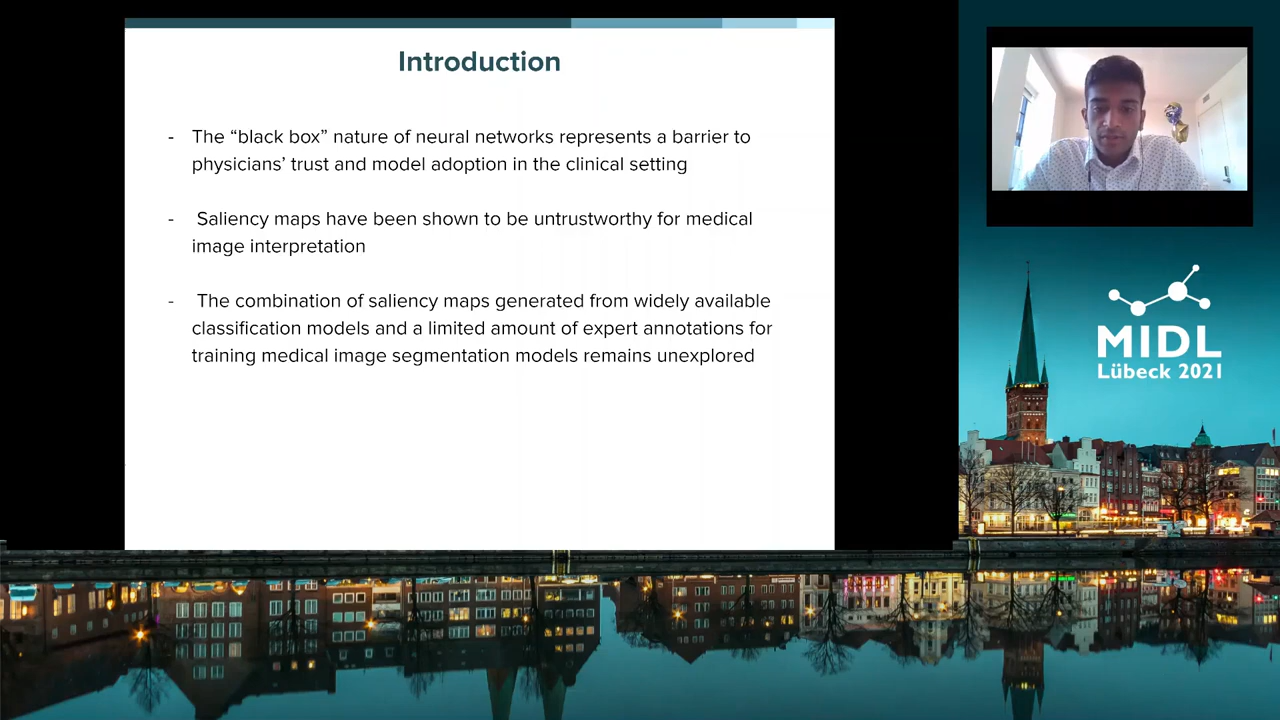 Introduction
- The “black box” nature of neural networks represents a barrier to
physicians’ trust and model adoption in the clinical setting
- Saliency maps have been shown to be untrustworthy for medical
image interpretation
- The combination of saliency maps generated from widely available
classification models and a limited amount of expert annotations for
training medical image segmentation models remains unexplored
MIDL
Lübeck 2021